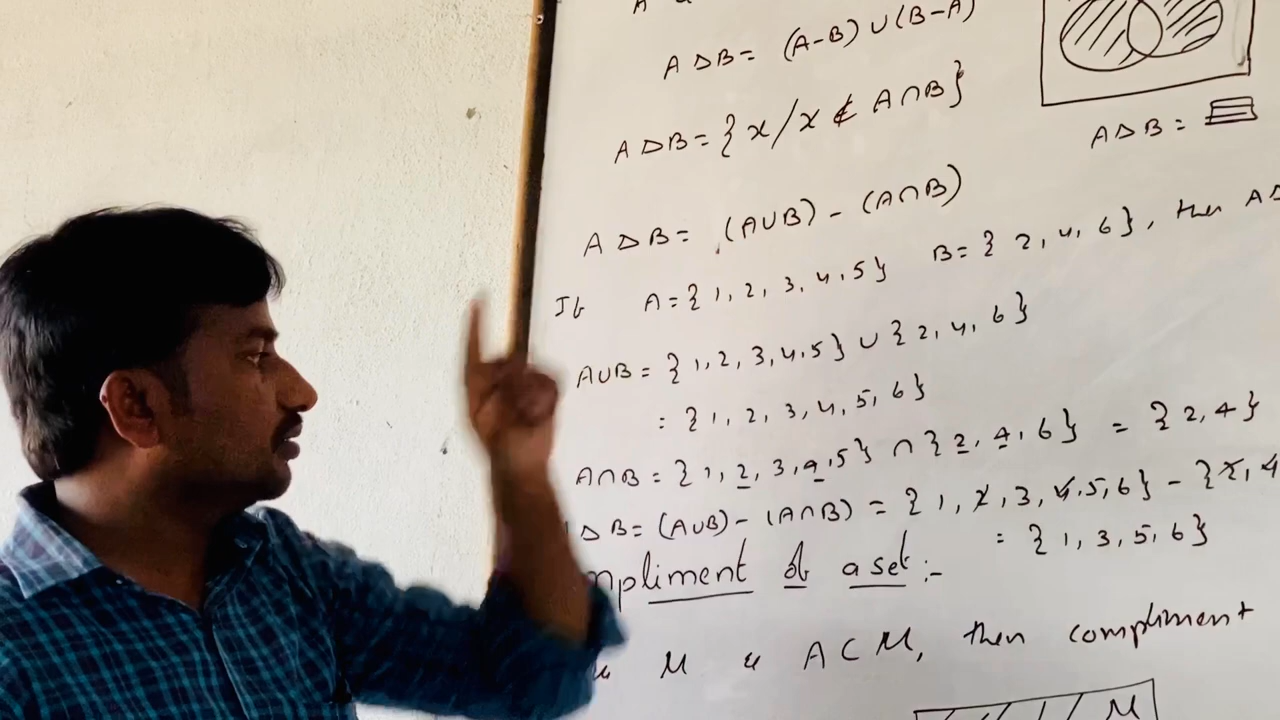 A Δ B = (A-B) ∪ (B-A)
A Δ B = { x / x ∉ A∩B }
A Δ B =
A Δ B = (A∪B) - (A∩B)
If A = { 1, 2, 3, 4, 5 } B = { 2, 4, 6 }, then A Δ
A∪B = { 1, 2, 3, 4, 5 } ∪ { 2, 4, 6 }
= { 1, 2, 3, 4, 5, 6 }
A∩B = { 1, 2, 3, 4, 5 } ∩ { 2, 4, 6 } = { 2, 4 }
Δ B = (A∪B) - (A∩B) = { 1, 2, 3, 4, 5, 6 } - { 2, 4
= { 1, 3, 5, 6 }
mpliment of a set :-
μ A ⊂ μ, then compliment
μ